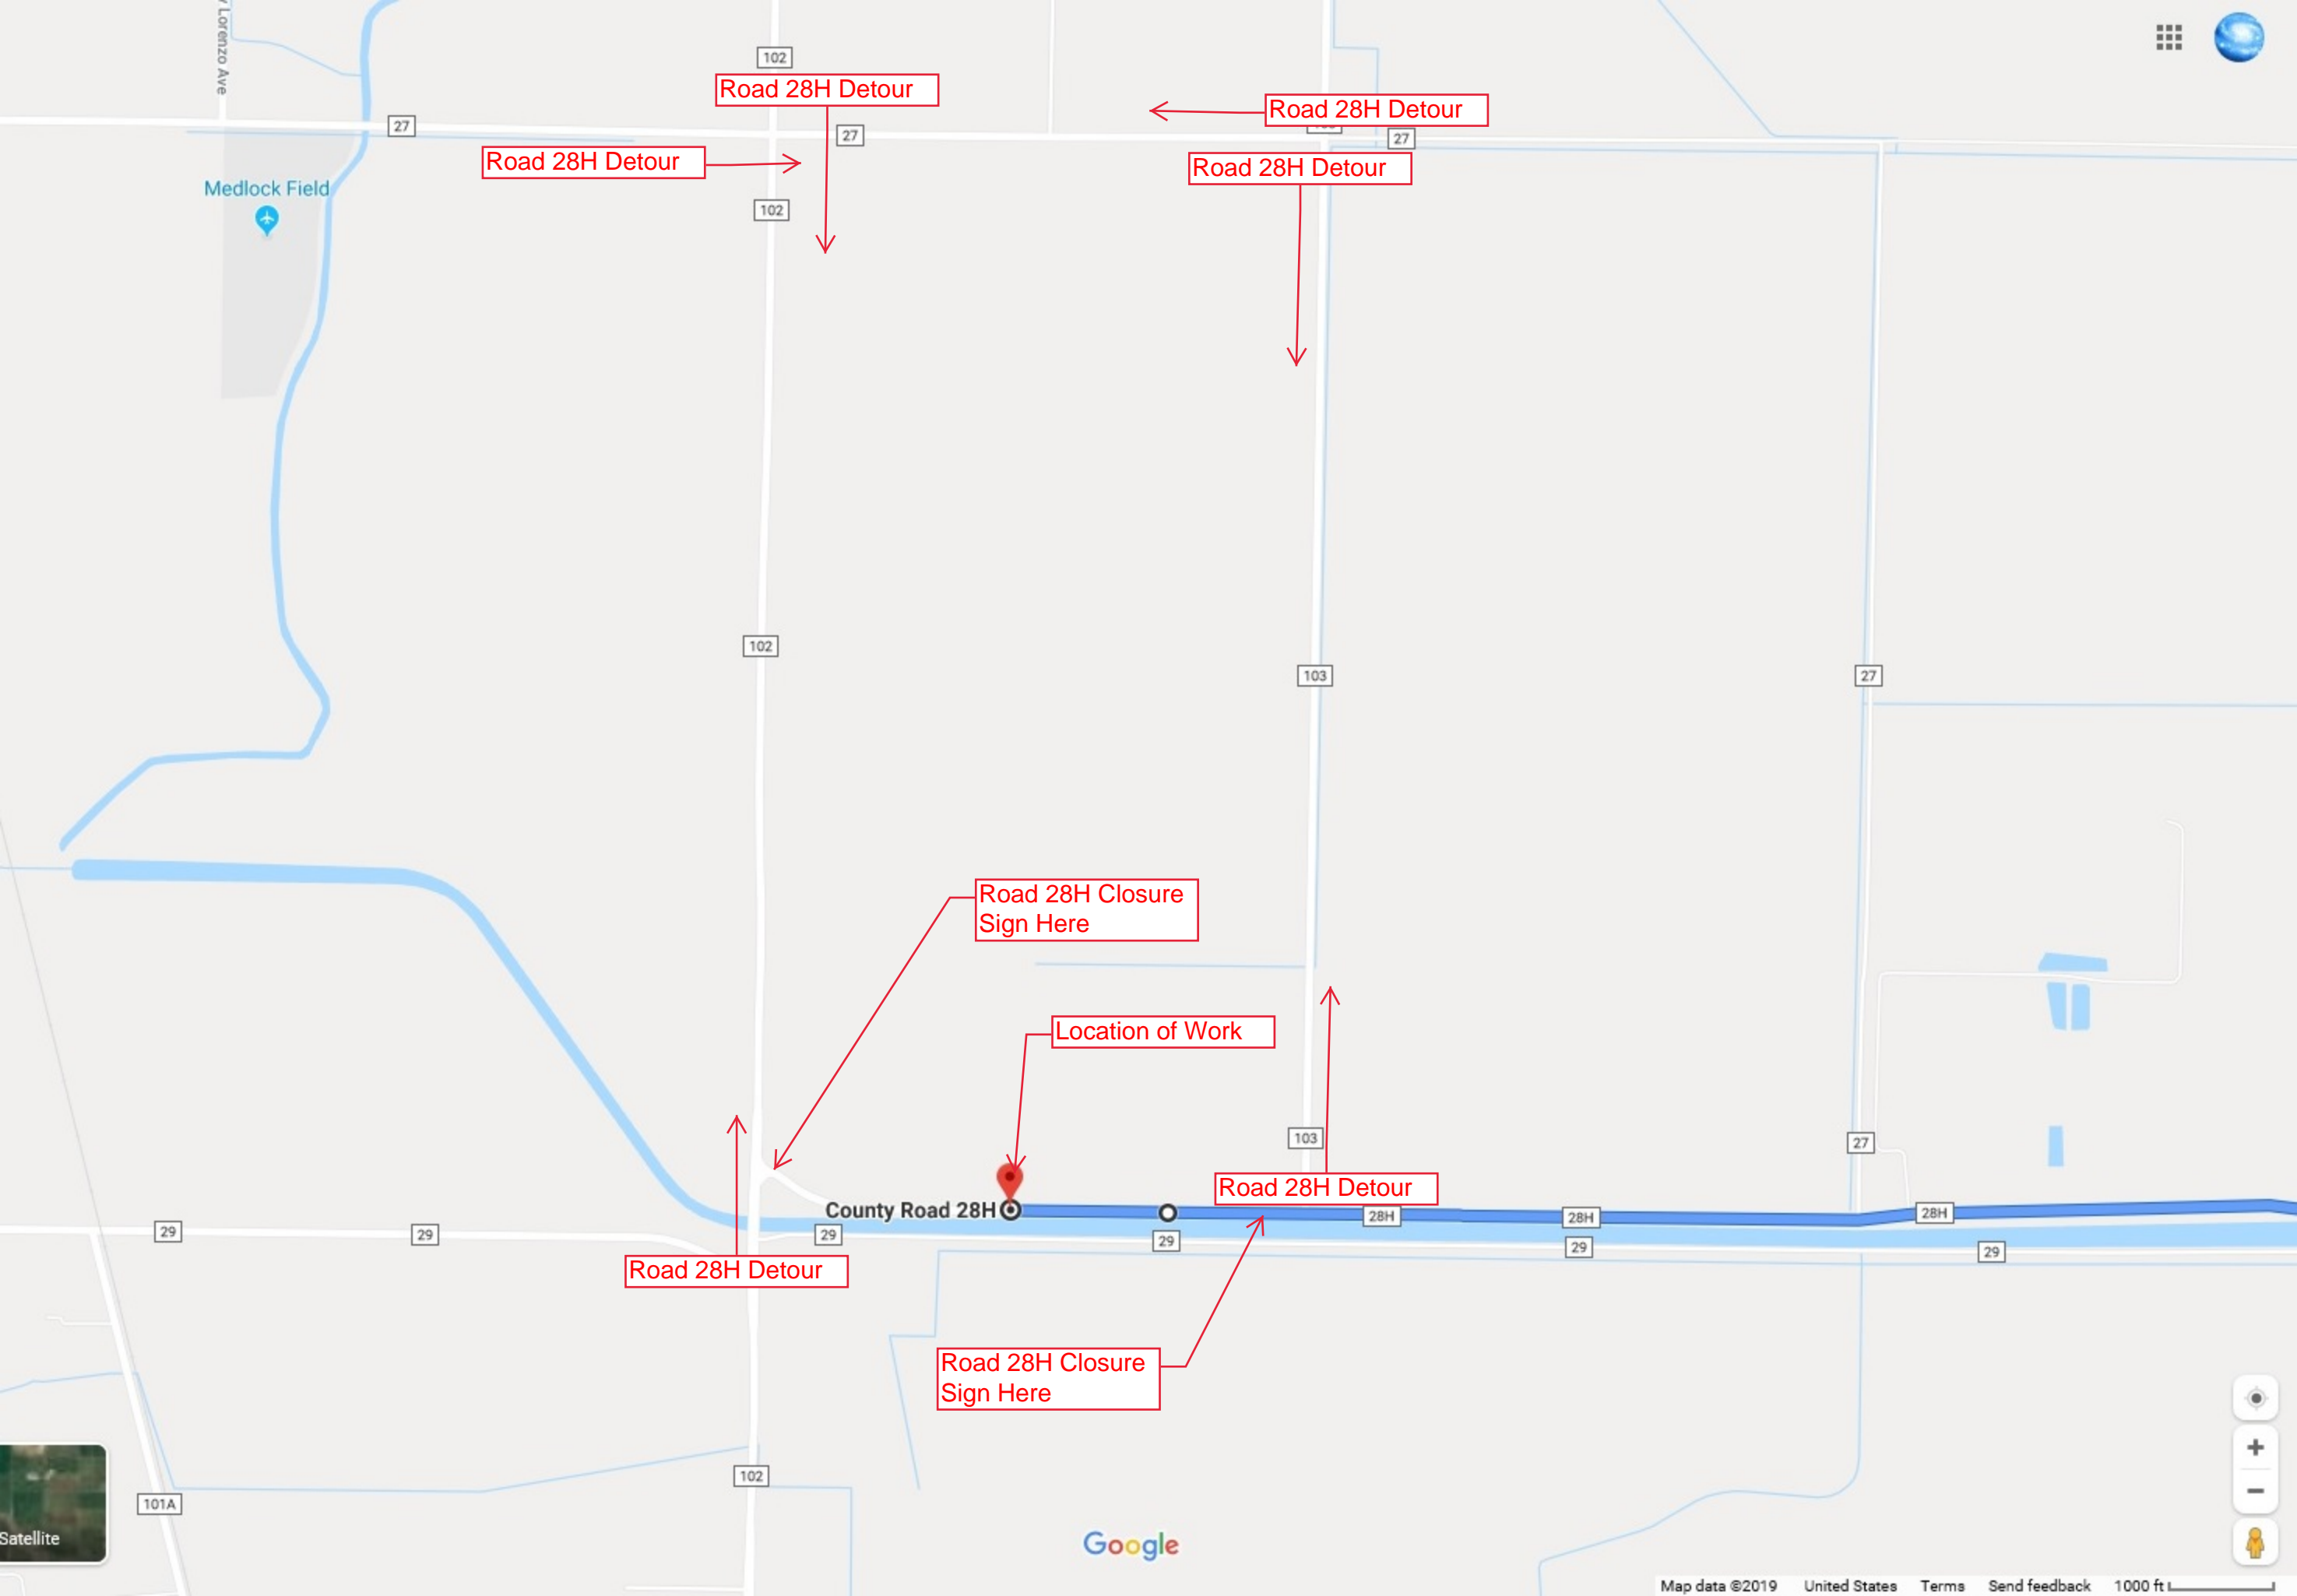 Lorenzo Ave
102
Road 28H Detour
Road 28H Detour
27
27
27
Road 28H Detour
Road 28H Detour
Medlock Field
102
102
103
27
Road 28H Closure
Sign Here
Location of Work
103
27
Road 28H Detour
County Road 28H
28H
28H
28H
29
29
29
29
29
29
Road 28H Detour
Road 28H Closure
Sign Here
102
101A
Satellite
Google
Map data ©2019 United States Terms Send feedback 1000 ft